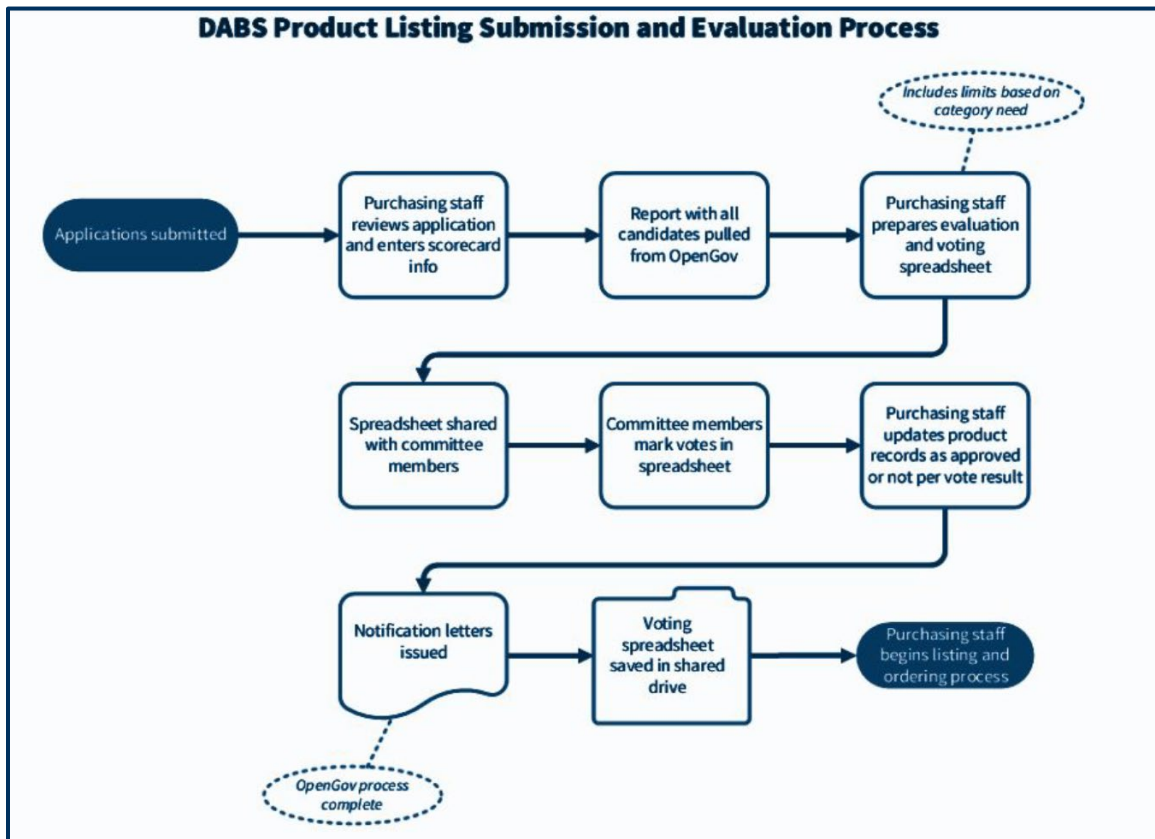 DABS Product Listing Submission and Evaluation Process
Includes limits based on
category need
Applications submitted
Purchasing staff
reviews application
and enters scorecard
info
Report with all
candidates pulled
from OpenGov
Purchasing staff
prepares evaluation
and voting
spreadsheet
Spreadsheet shared
with committee
members
Committee members
mark votes in
spreadsheet
Purchasing staff
updates product
records as approved
or not per vote result
Notification letters
issued
Voting
spreadsheet
saved in shared
drive
Purchasing staff
begins listing and
ordering process
OpenGov process
complete